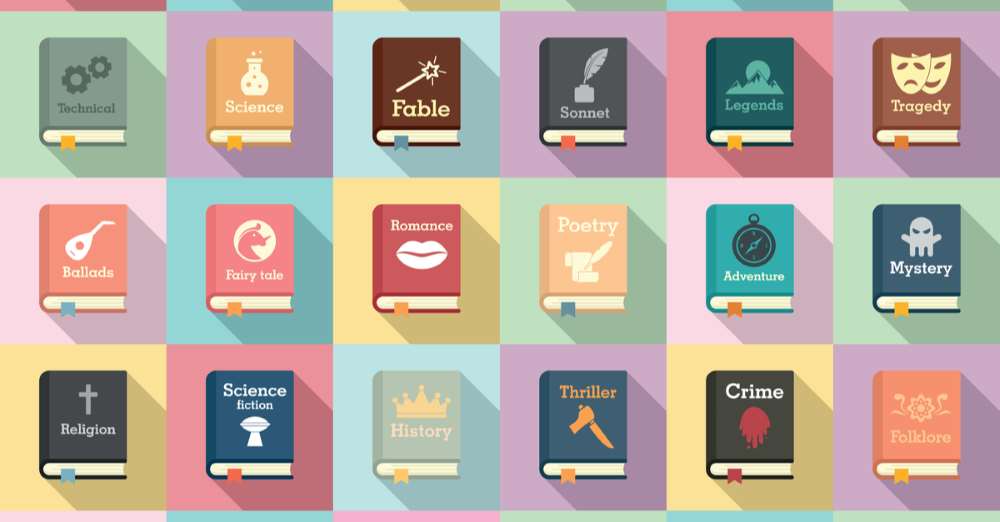 Technical
Science
Fable
Sonnet
Legends
Tragedy
Ballads
Fairy tale
Romance
Poetry
Adventure
Mystery
Religion
Science
fiction
History
Thriller
Crime
Folklore